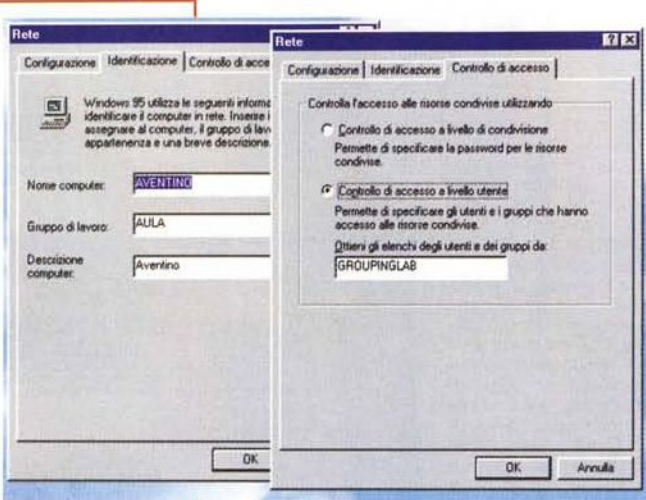 Rete
Configurazione
Identificazione
Controllo di acce
Windows 95 utilizza le seguenti informa
identificare il computer in rete. Inserire i
assegnare al computer, il gruppo di lav
appartenenza e una breve descrizione.
Nome computer:
AVENTINO
Gruppo di lavoro:
AULA
Descrizione
computer:
Aventino
OK
Rete
Configurazione
Identificazione
Controllo di accesso
Controlla l'accesso alle risorse condivise utilizzando
Controllo di accesso a livello di condivisione
Permette di specificare la password per le risorse
condivise.
Controllo di accesso a livello utente
Permette di specificare gli utenti e i gruppi che hanno
accesso alle risorse condivise.
Ottieni gli elenchi degli utenti e dei gruppi da:
GROUPINGLAB
OK
Annulla